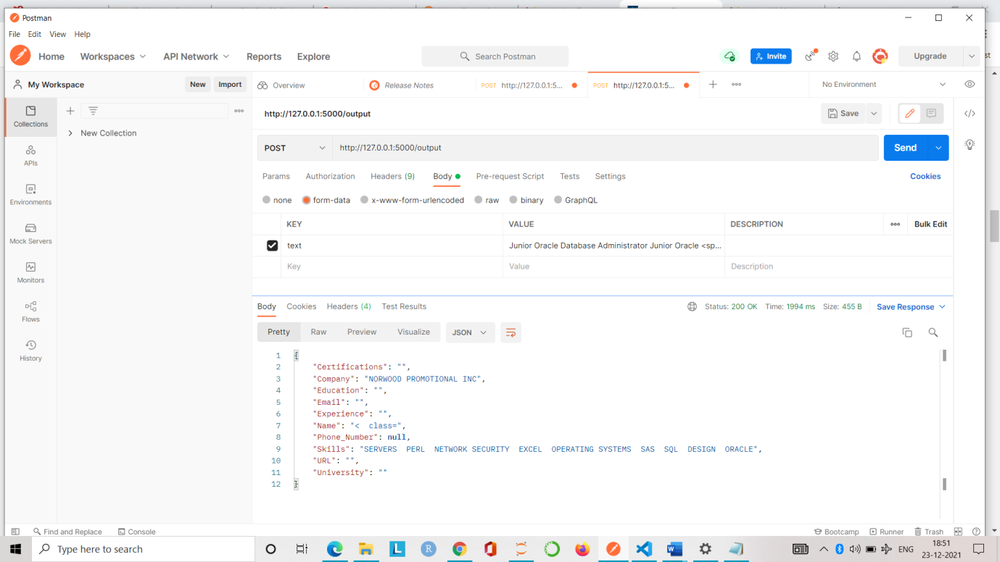 Postman
File Edit View Help
Home Workspaces API Network Reports Explore Search Postman Invite Upgrade
st
My Workspace New Import Overview Release Notes POST http://127.0.0.1:5... POST http://127.0.0.1:5... No Environment
Collections
APIs
Environments
Mock Servers
Monitors
Flows
History
New Collection
http://127.0.0.1:5000/output Save
POST http://127.0.0.1:5000/output Send
Params Authorization Headers (9) Body Pre-request Script Tests Settings Cookies
none form-data x-www-form-urlencoded raw binary GraphQL
KEY VALUE DESCRIPTION Bulk Edit
text Junior Oracle Database Administrator Junior Oracle <sp...
Key Value Description
Body Cookies Headers (4) Test Results Status: 200 OK Time: 1994 ms Size: 455 B Save Response
Pretty Raw Preview Visualize JSON
1 {
2 "Certifications": "",
3 "Company": "NORWOOD PROMOTIONAL INC",
4 "Education": "",
5 "Email": "",
6 "Experience": "",
7 "Name": "<  class=",
8 "Phone_Number": null,
9 "Skills": "SERVERS  PERL  NETWORK SECURITY  EXCEL  OPERATING SYSTEMS  SAS  SQL  DESIGN  ORACLE",
10 "URL": "",
11 "University": ""
12 }
Find and Replace Console Bootcamp Runner Trash
Type here to search ENG 18:51
23-12-2021